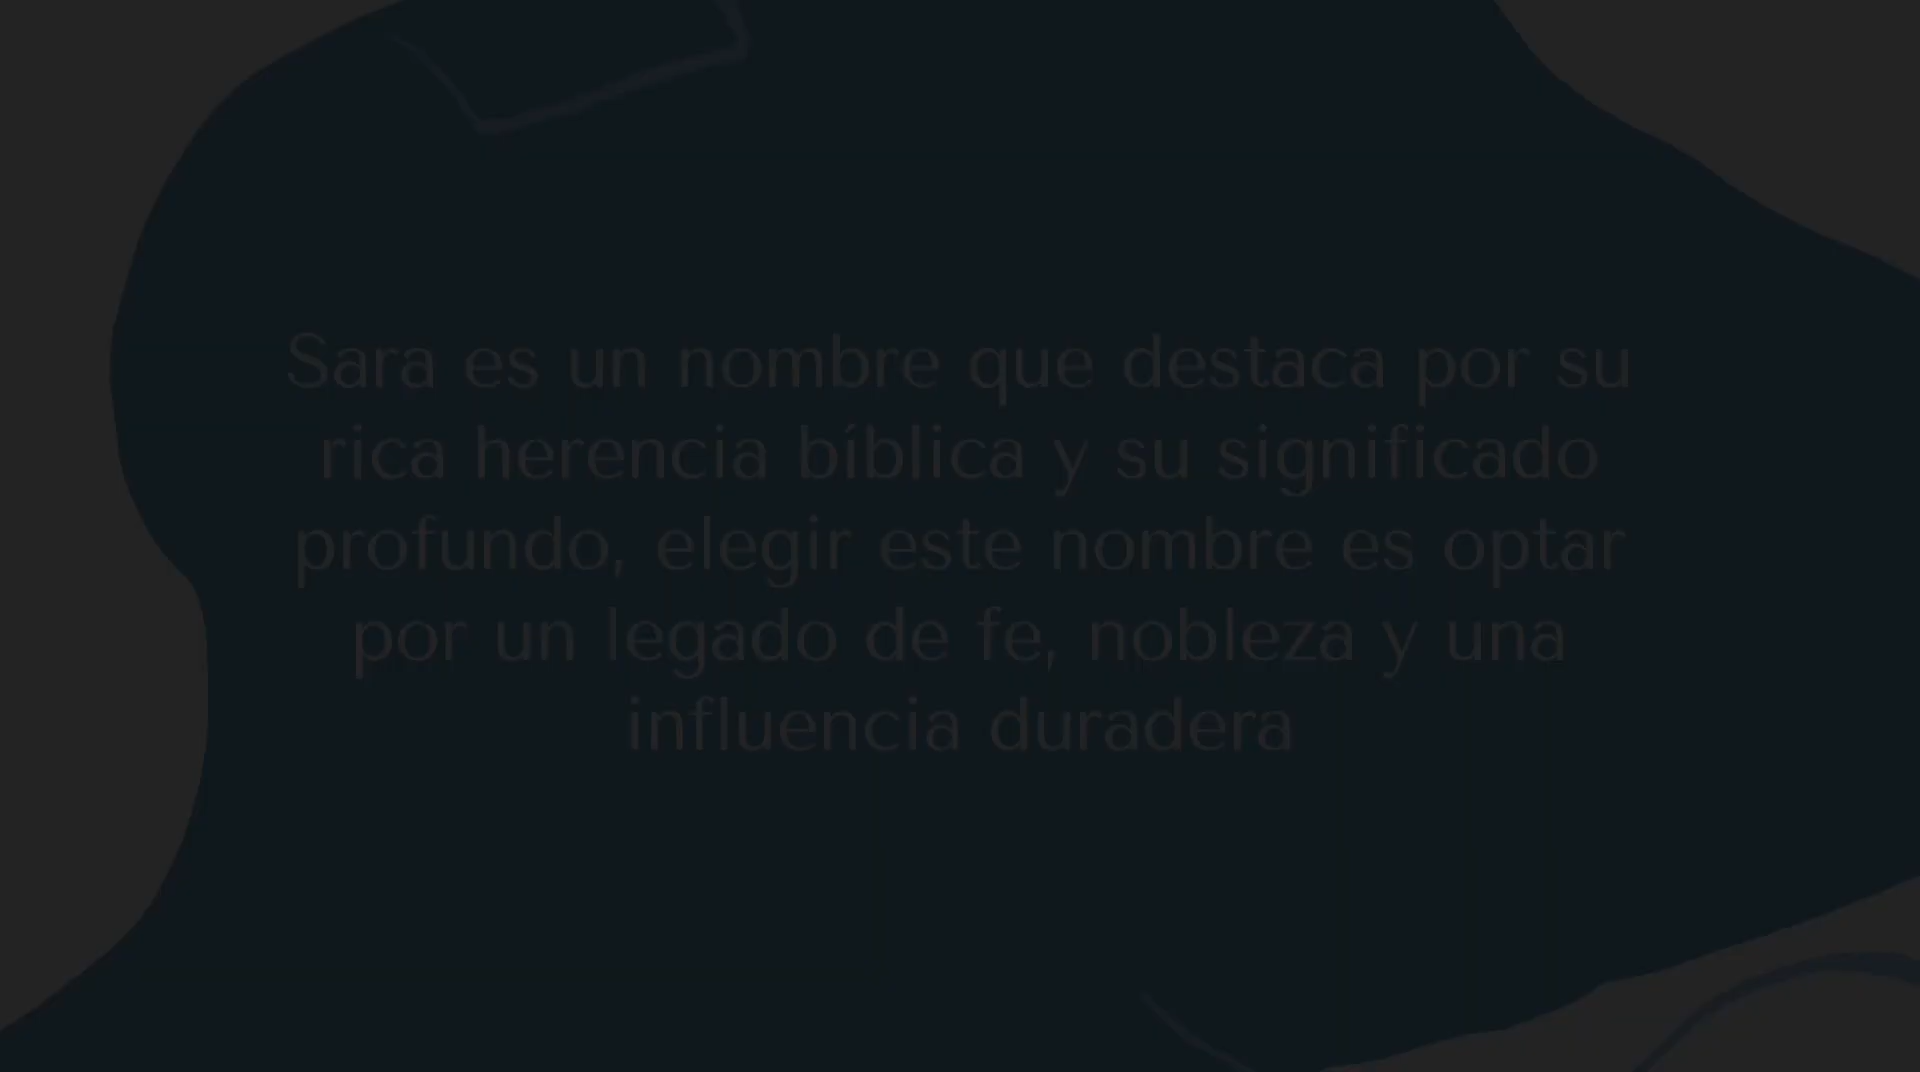 Sara es un nombre que destaca por su
rica herencia bíblica y su significado
profundo, elegir este nombre es optar
por un legado de fe, nobleza y una
influencia duradera